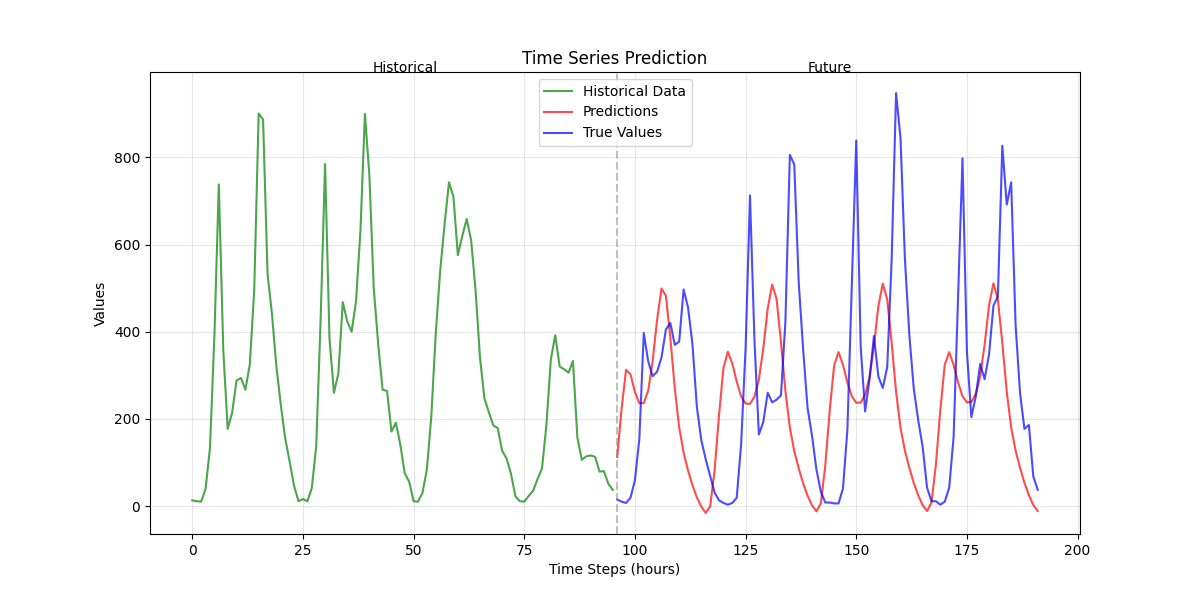 Time Series Prediction
Historical
Future
Historical Data
Predictions
True Values
Values
800
600
400
200
0
0
25
50
75
100
125
150
175
200
Time Steps (hours)